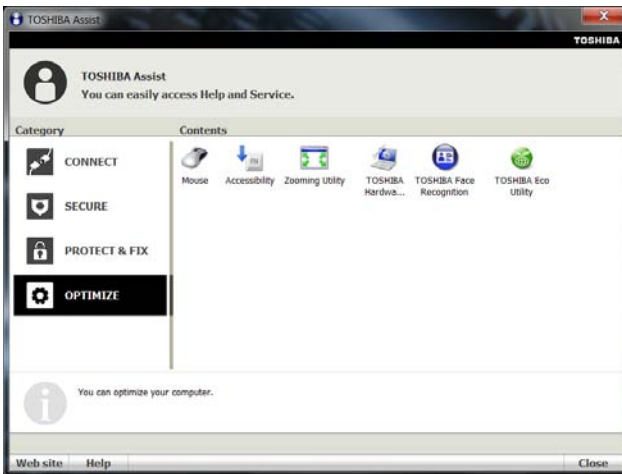 TOSHIBA Assist
TOSHIBA
TOSHIBA Assist
You can easily access Help and Service.
Category
Contents
CONNECT
SECURE
PROTECT & FIX
OPTIMIZE
Mouse
Accessibility
Zooming Utility
TOSHIBA
Hardwa...
TOSHIBA Face
Recognition
TOSHIBA Eco
Utility
You can optimize your computer.
Web site
Help
Close